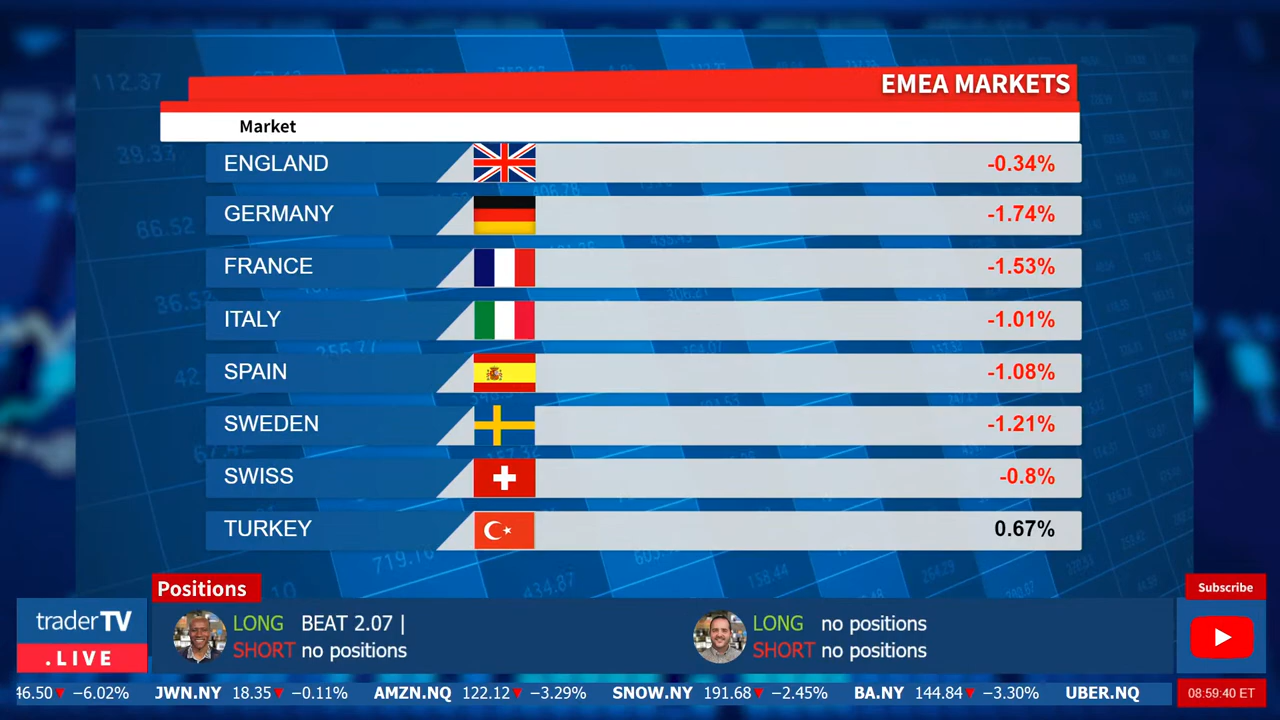 EMEA MARKETS
Market
ENGLAND -0.34%
GERMANY -1.74%
FRANCE -1.53%
ITALY -1.01%
SPAIN -1.08%
SWEDEN -1.21%
SWISS -0.8%
TURKEY 0.67%
Positions
Subscribe
traderTV
.LIVE
LONG BEAT 2.07 |
SHORT no positions
LONG no positions
SHORT no positions
46.50▼ −6.02% JWN.NY 18.35▼ −0.11% AMZN.NQ 122.12▼ −3.29% SNOW.NY 191.68▼ −2.45% BA.NY 144.84▼ −3.30% UBER.NQ
08:59:40 ET